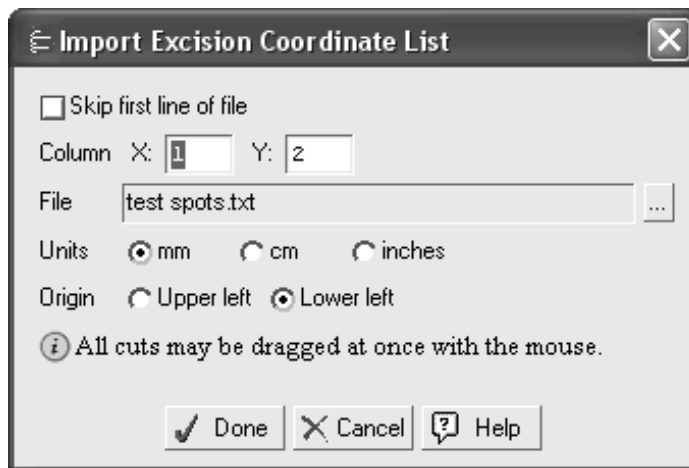 Import Excision Coordinate List
Skip first line of file
Column X: 1 Y: 2
File test spots.txt ...
Units mm cm inches
Origin Upper left Lower left
All cuts may be dragged at once with the mouse.
Done Cancel Help